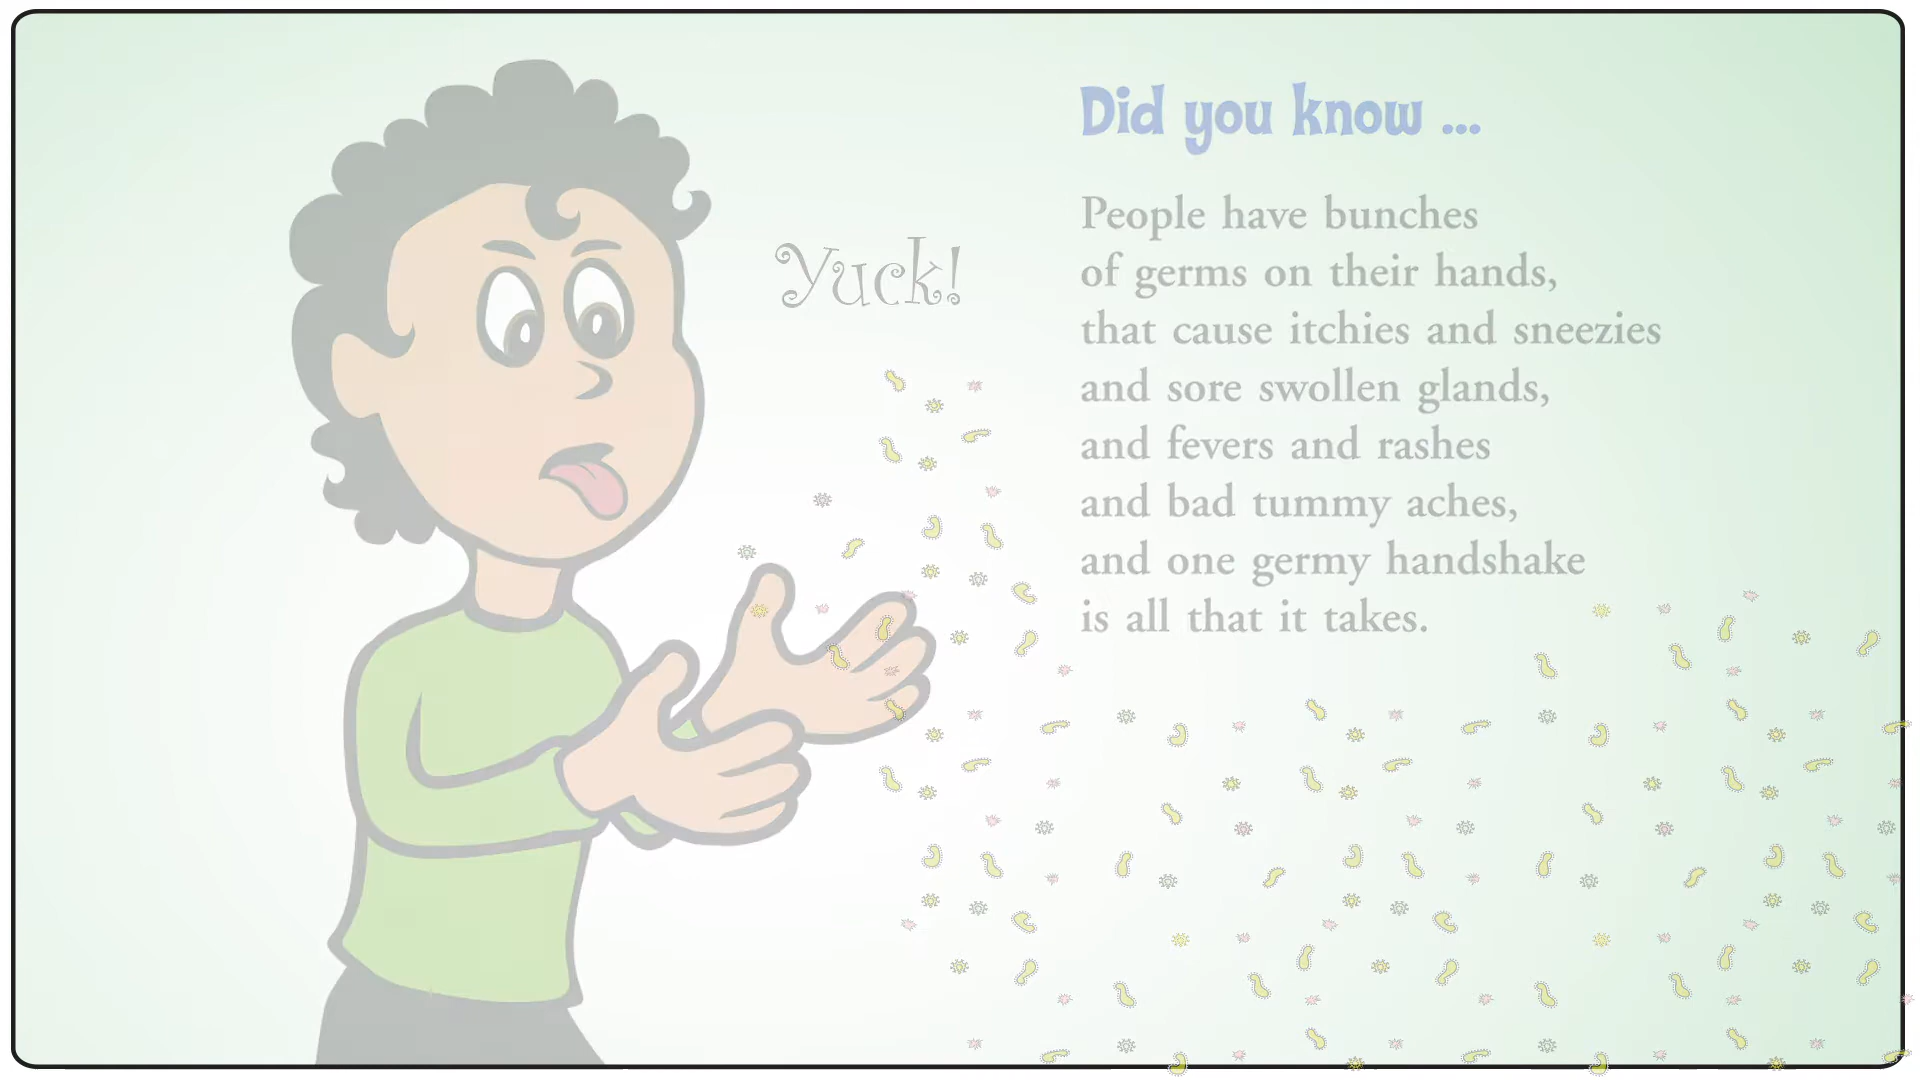 Did you know ...
Yuck!
People have bunches
of germs on their hands,
that cause itchies and sneezies
and sore swollen glands,
and fevers and rashes
and bad tummy aches,
and one germy handshake
is all that it takes.